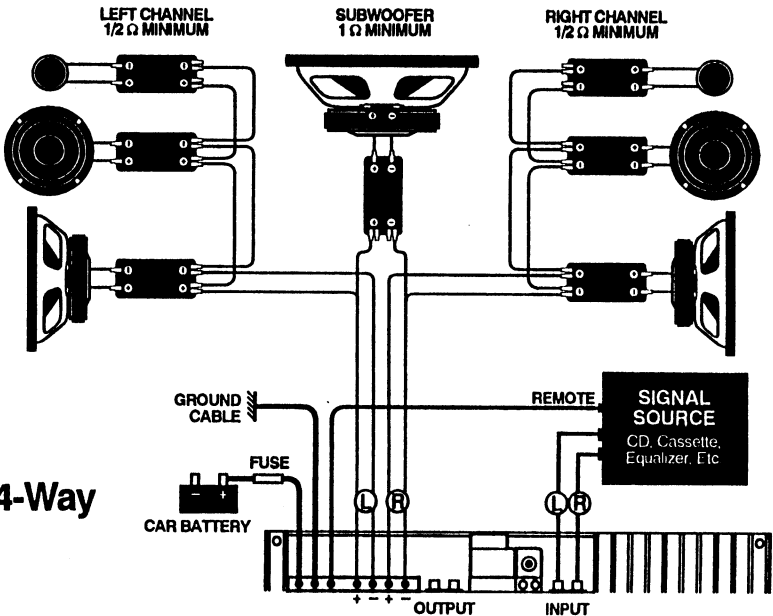 LEFT CHANNEL
1/2 Ω MINIMUM
SUBWOOFER
1 Ω MINIMUM
RIGHT CHANNEL
1/2 Ω MINIMUM
GROUND
CABLE
REMOTE
SIGNAL
SOURCE
CD, Cassette,
Equalizer, Etc
FUSE
- +
4-Way
CAR BATTERY
L R
L R
+ - + -
OUTPUT
INPUT